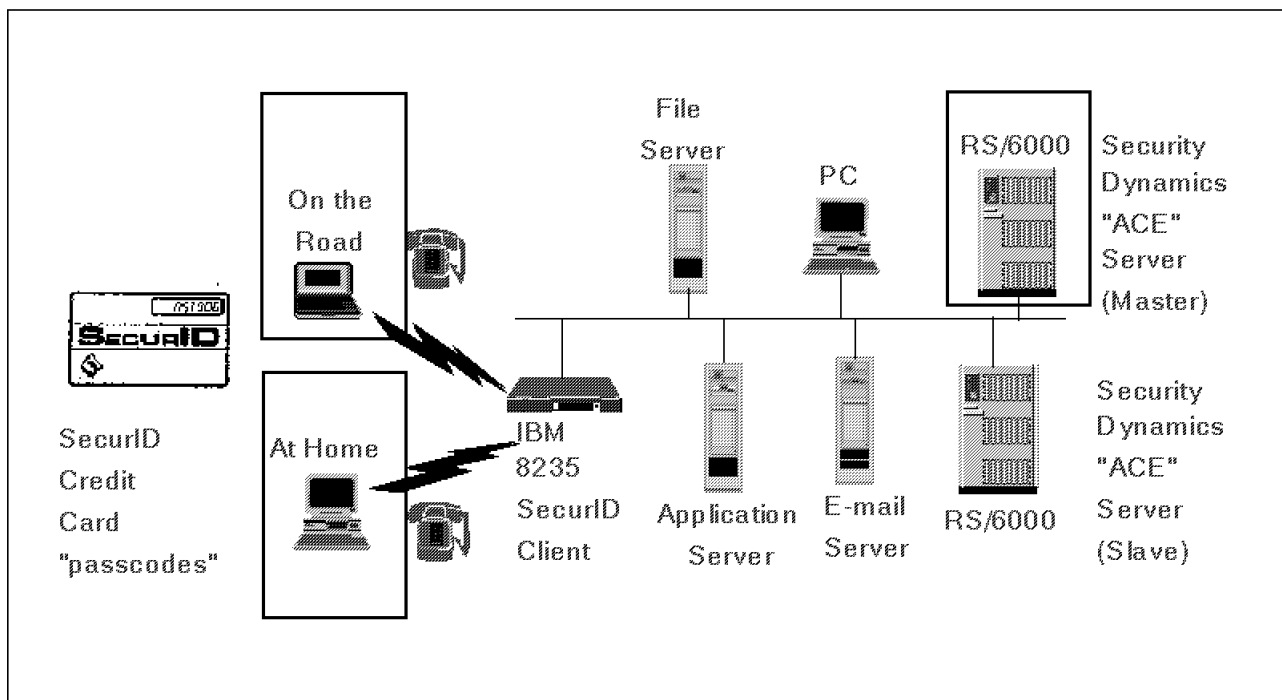 File
Server
PC
RS/6000
Security
Dynamics
"ACE"
Server
(Master)
On the
Road
SECURID
SecurID
Credit
Card
"passcodes"
At Home
IBM
8235
SecurID
Client
Application
Server
E-mail
Server
RS/6000
Security
Dynamics
"ACE"
Server
(Slave)